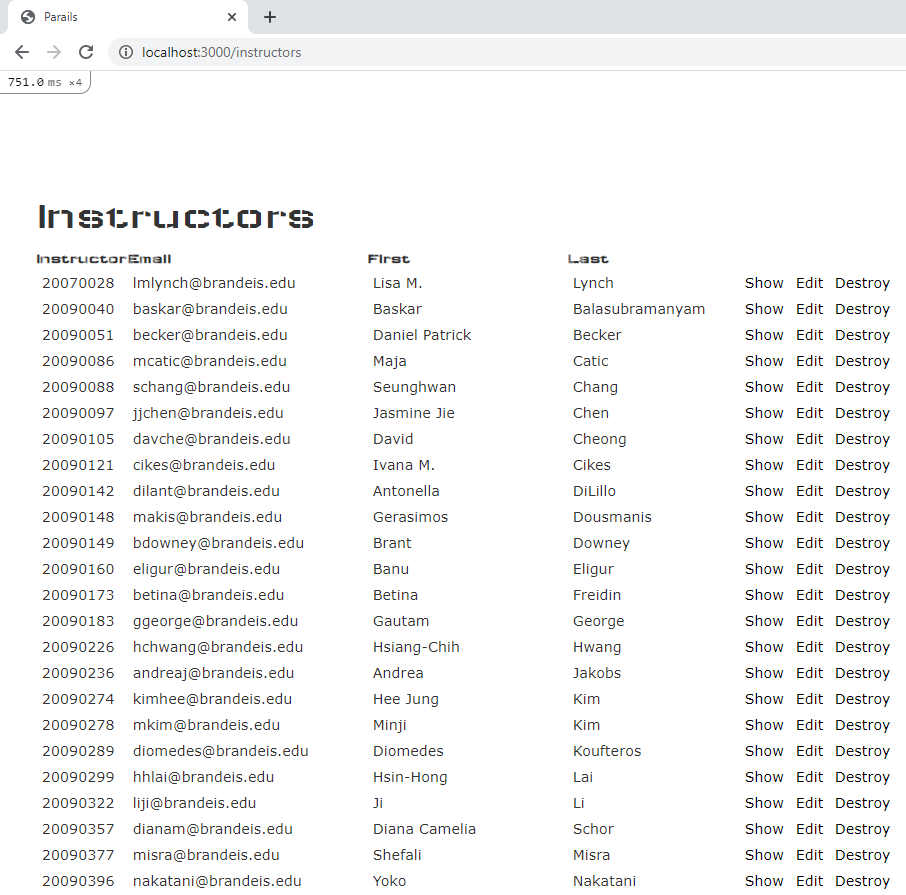 Parails
localhost:3000/instructors
751.0 ms ×4
Instructors
Instructor Email First Last
20070028 lmlynch@brandeis.edu Lisa M. Lynch Show Edit Destroy
20090040 baskar@brandeis.edu Baskar Balasubramanyam Show Edit Destroy
20090051 becker@brandeis.edu Daniel Patrick Becker Show Edit Destroy
20090086 mcatic@brandeis.edu Maja Catic Show Edit Destroy
20090088 schang@brandeis.edu Seunghwan Chang Show Edit Destroy
20090097 jjchen@brandeis.edu Jasmine Jie Chen Show Edit Destroy
20090105 davche@brandeis.edu David Cheong Show Edit Destroy
20090121 cikes@brandeis.edu Ivana M. Cikes Show Edit Destroy
20090142 dilant@brandeis.edu Antonella DiLillo Show Edit Destroy
20090148 makis@brandeis.edu Gerasimos Dousmanis Show Edit Destroy
20090149 bdowney@brandeis.edu Brant Downey Show Edit Destroy
20090160 eligur@brandeis.edu Banu Eligur Show Edit Destroy
20090173 betina@brandeis.edu Betina Freidin Show Edit Destroy
20090183 ggeorge@brandeis.edu Gautam George Show Edit Destroy
20090226 hchwang@brandeis.edu Hsiang-Chih Hwang Show Edit Destroy
20090236 andreaj@brandeis.edu Andrea Jakobs Show Edit Destroy
20090274 kimhee@brandeis.edu Hee Jung Kim Show Edit Destroy
20090278 mkim@brandeis.edu Minji Kim Show Edit Destroy
20090289 diomedes@brandeis.edu Diomedes Koufteros Show Edit Destroy
20090299 hhlai@brandeis.edu Hsin-Hong Lai Show Edit Destroy
20090322 liji@brandeis.edu Ji Li Show Edit Destroy
20090357 dianam@brandeis.edu Diana Camelia Schor Show Edit Destroy
20090377 misra@brandeis.edu Shefali Misra Show Edit Destroy
20090396 nakatani@brandeis.edu Yoko Nakatani Show Edit Destroy